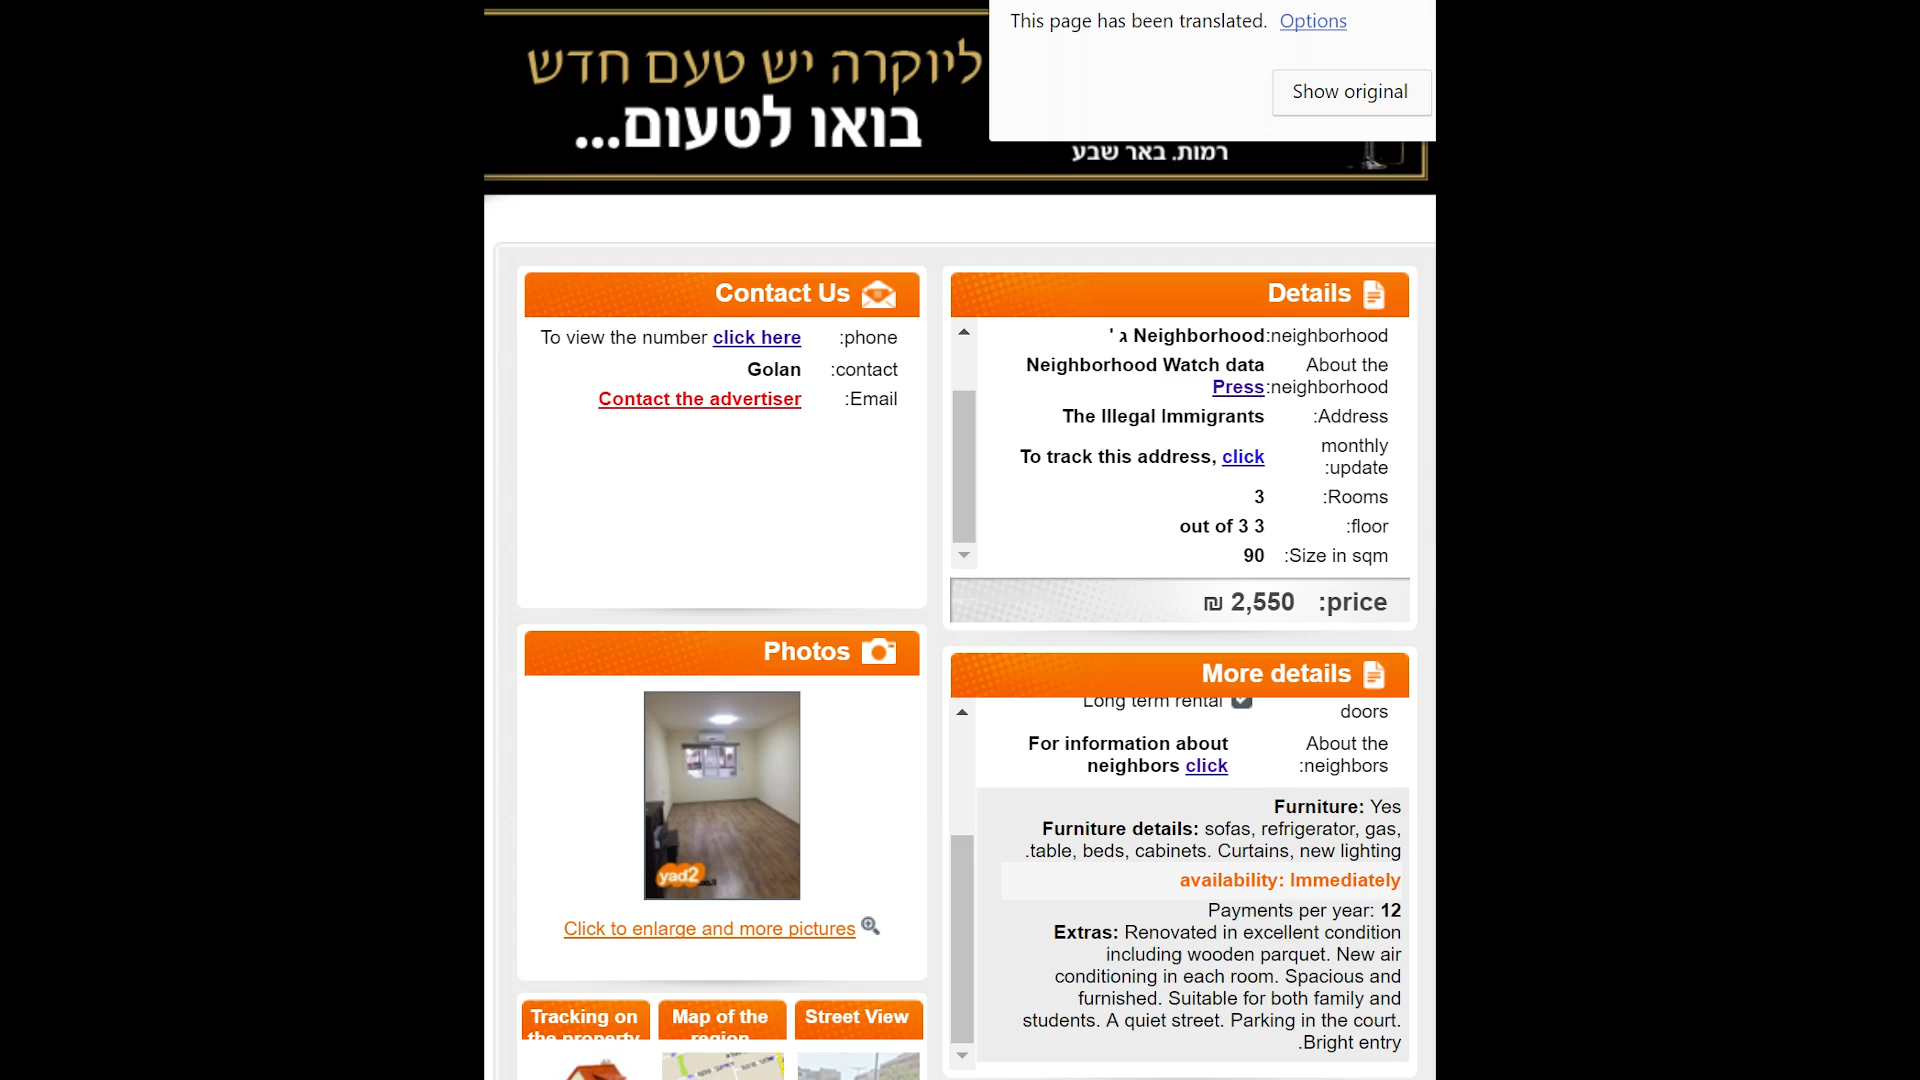 ליוקרה יש טעם חדש
בואו לטעום...
רמות. באר שבע
This page has been translated. Options
Show original
Contact Us
To view the number click here :phone
Golan :contact
Contact the advertiser :Email
Details
' ג Neighborhood :neighborhood
Neighborhood Watch data About the
Press :neighborhood
The Illegal Immigrants :Address
monthly
To track this address, click :update
3 :Rooms
out of 3 3 :floor
90 :Size in sqm
₪ 2,550 :price
Photos
yad2
Click to enlarge and more pictures
More details
Long term rental
doors
For information about About the
neighbors click :neighbors
Furniture: Yes
Furniture details: sofas, refrigerator, gas,
.table, beds, cabinets. Curtains, new lighting
availability: Immediately
Payments per year: 12
Extras: Renovated in excellent condition
including wooden parquet. New air
conditioning in each room. Spacious and
furnished. Suitable for both family and
students. A quiet street. Parking in the court.
.Bright entry
Tracking on
the property
Map of the
region
Street View